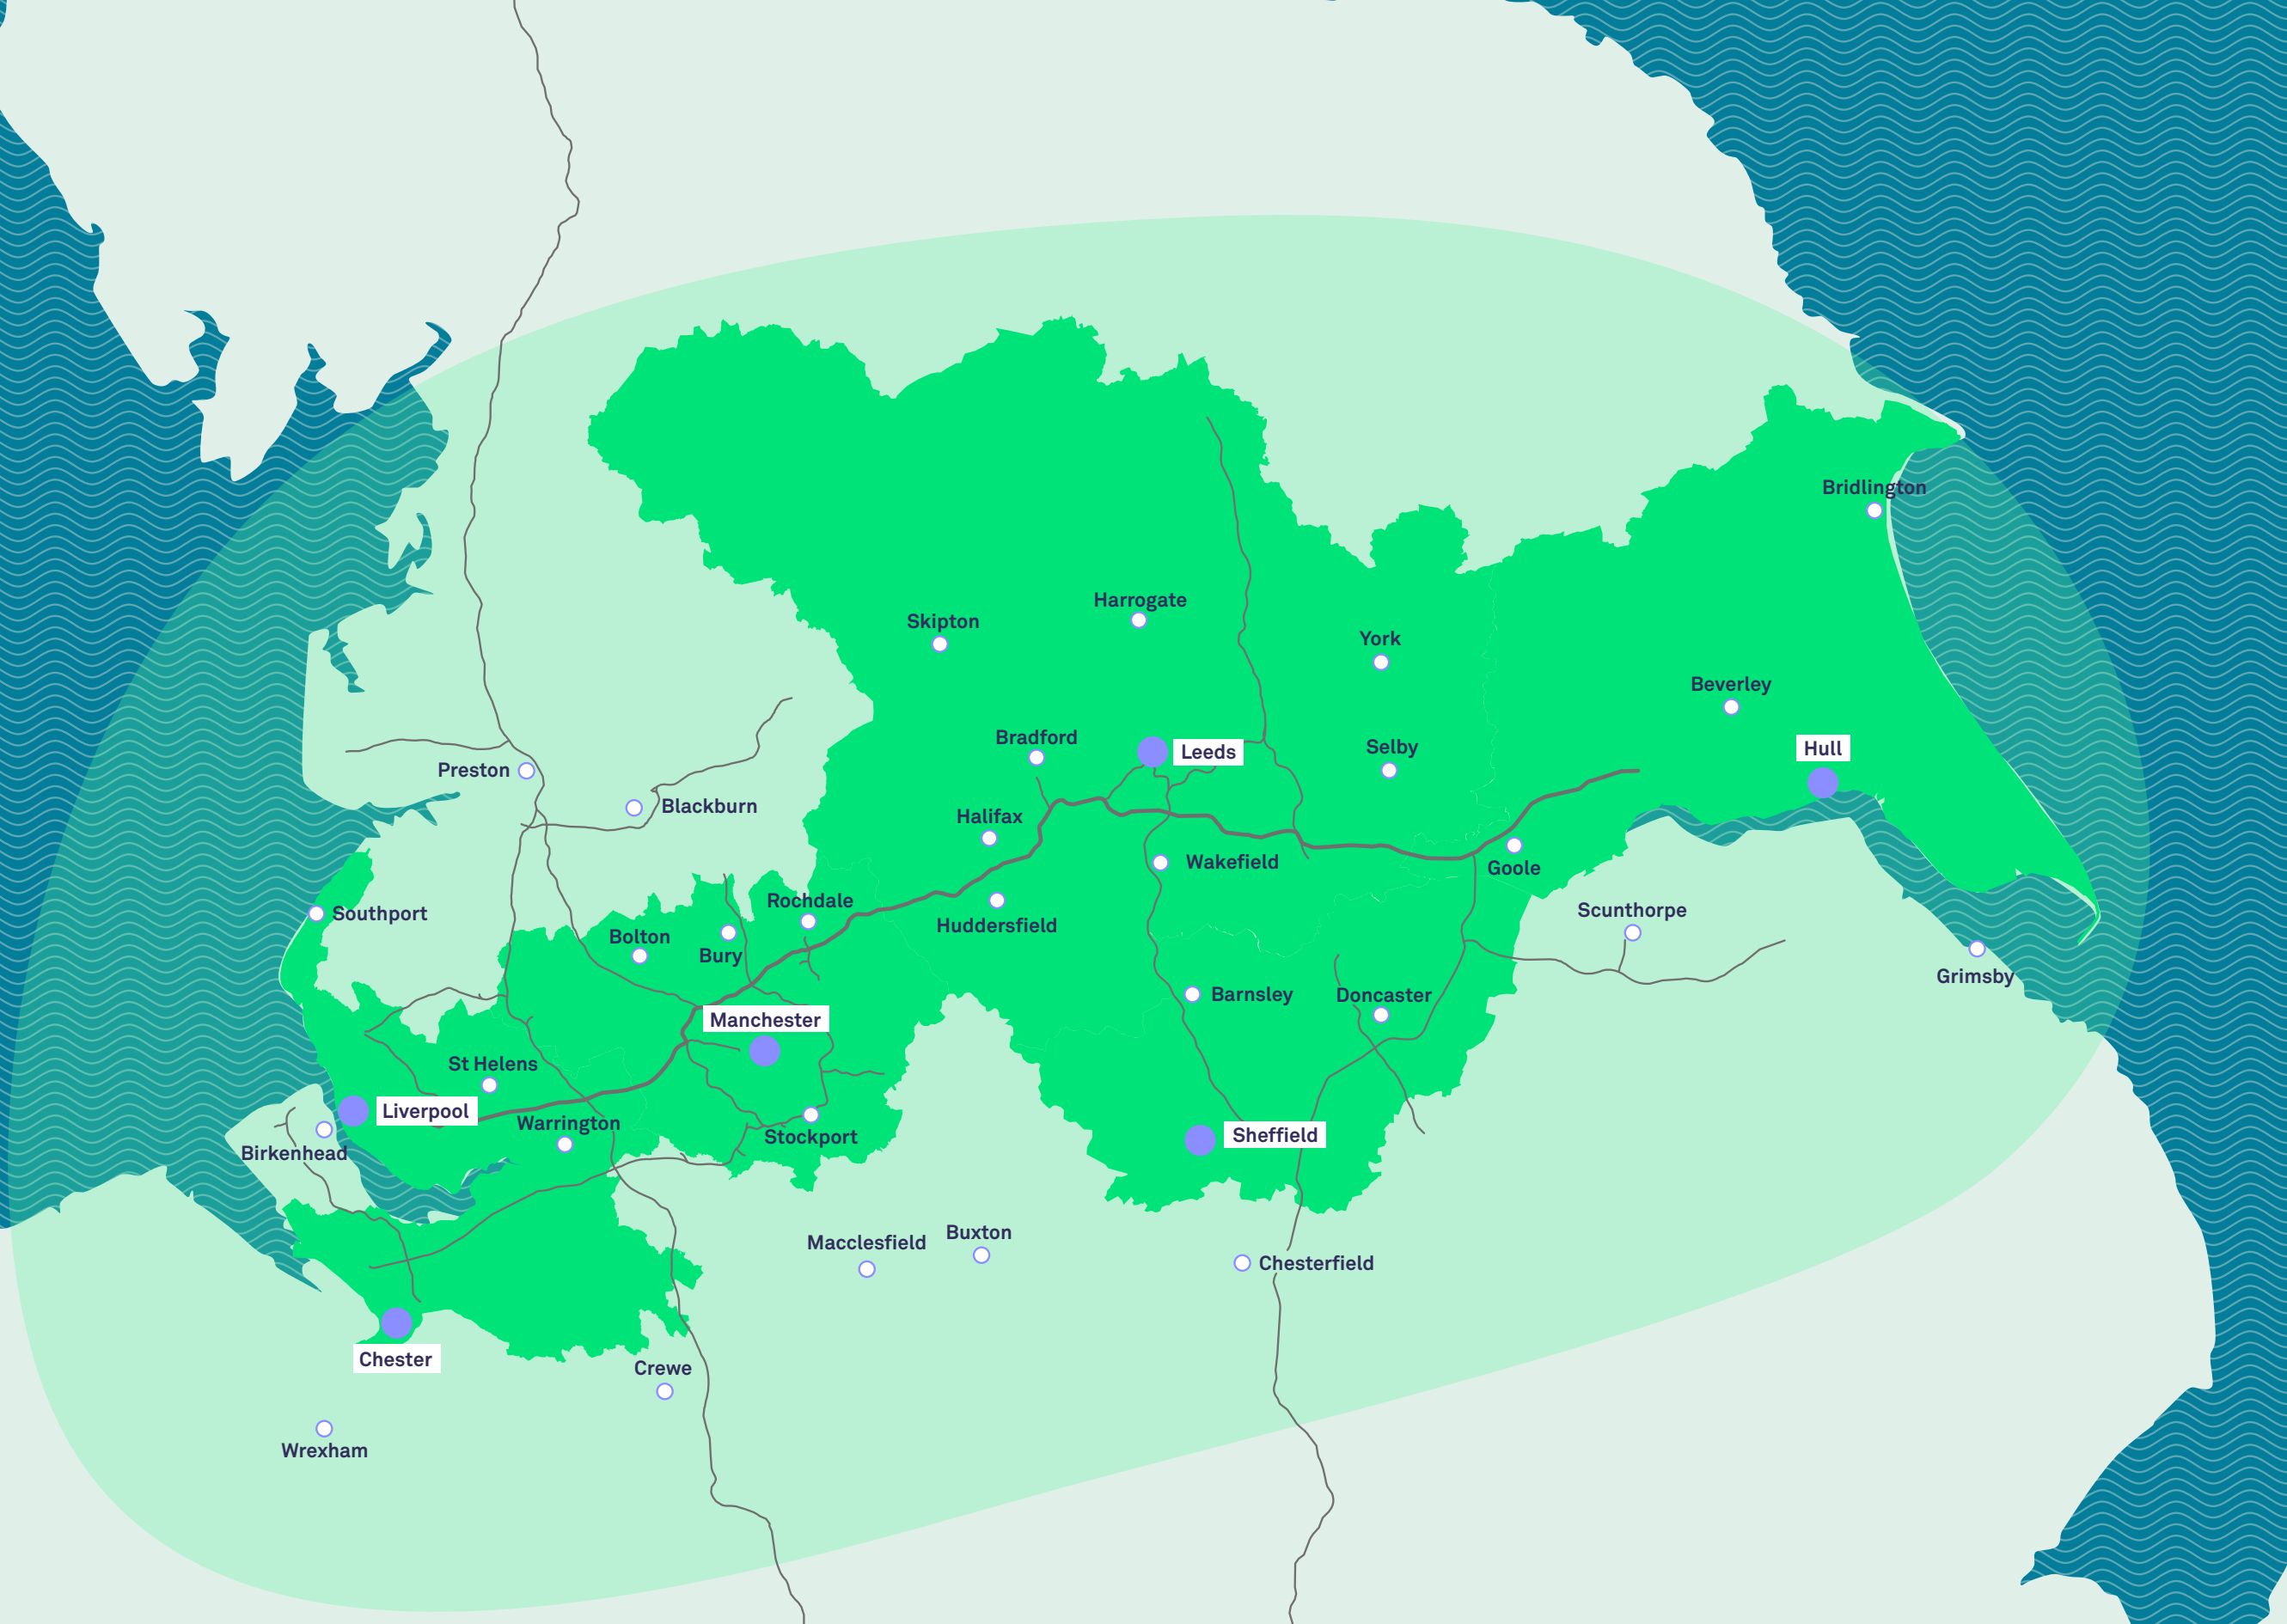 Bridlington
Harrogate
Skipton
York
Beverley
Bradford
Leeds
Selby
Hull
Preston
Blackburn
Halifax
Wakefield
Goole
Rochdale
Southport
Scunthorpe
Huddersfield
Bolton
Bury
Grimsby
Barnsley
Doncaster
Manchester
St Helens
Liverpool
Warrington
Stockport
Sheffield
Birkenhead
Buxton
Macclesfield
Chesterfield
Chester
Crewe
Wrexham